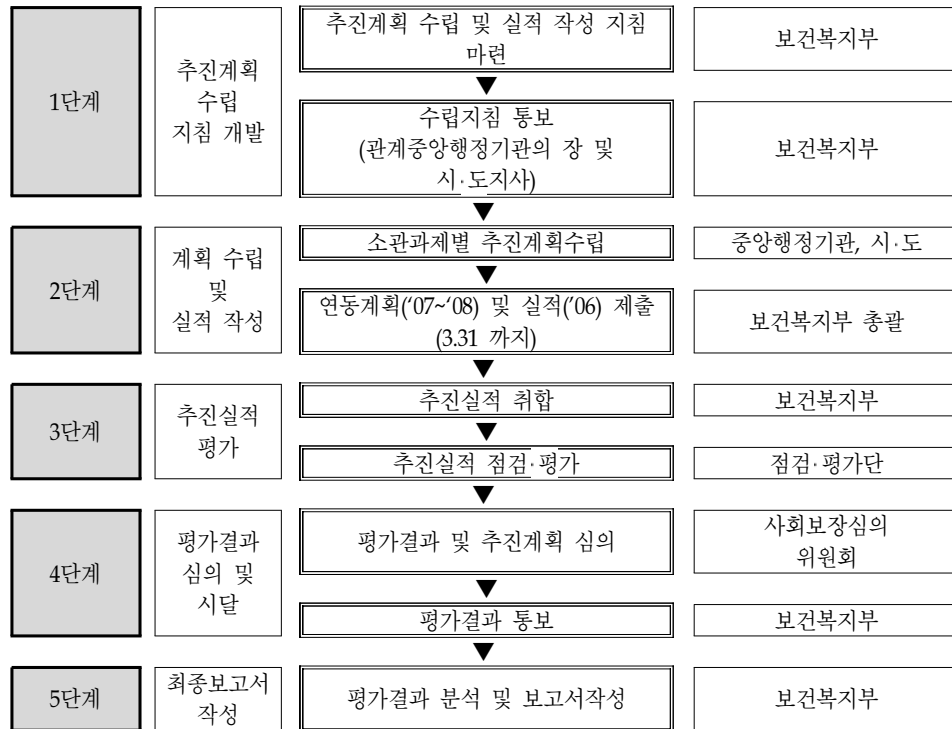 1단계
추진계획
수립
지침 개발
추진계획 수립 및 실적 작성 지침
마련
보건복지부
수립지침 통보
(관계중앙행정기관의 장 및
시·도지사)
보건복지부
2단계
계획 수립
및
실적 작성
소관과제별 추진계획수립
중앙행정기관, 시·도
연동계획('07~'08) 및 실적('06) 제출
(3.31 까지)
보건복지부 총괄
3단계
추진실적
평가
추진실적 취합
보건복지부
추진실적 점검·평가
점검·평가단
4단계
평가결과
심의 및
시달
평가결과 및 추진계획 심의
사회보장심의
위원회
평가결과 통보
보건복지부
5단계
최종보고서
작성
평가결과 분석 및 보고서작성
보건복지부